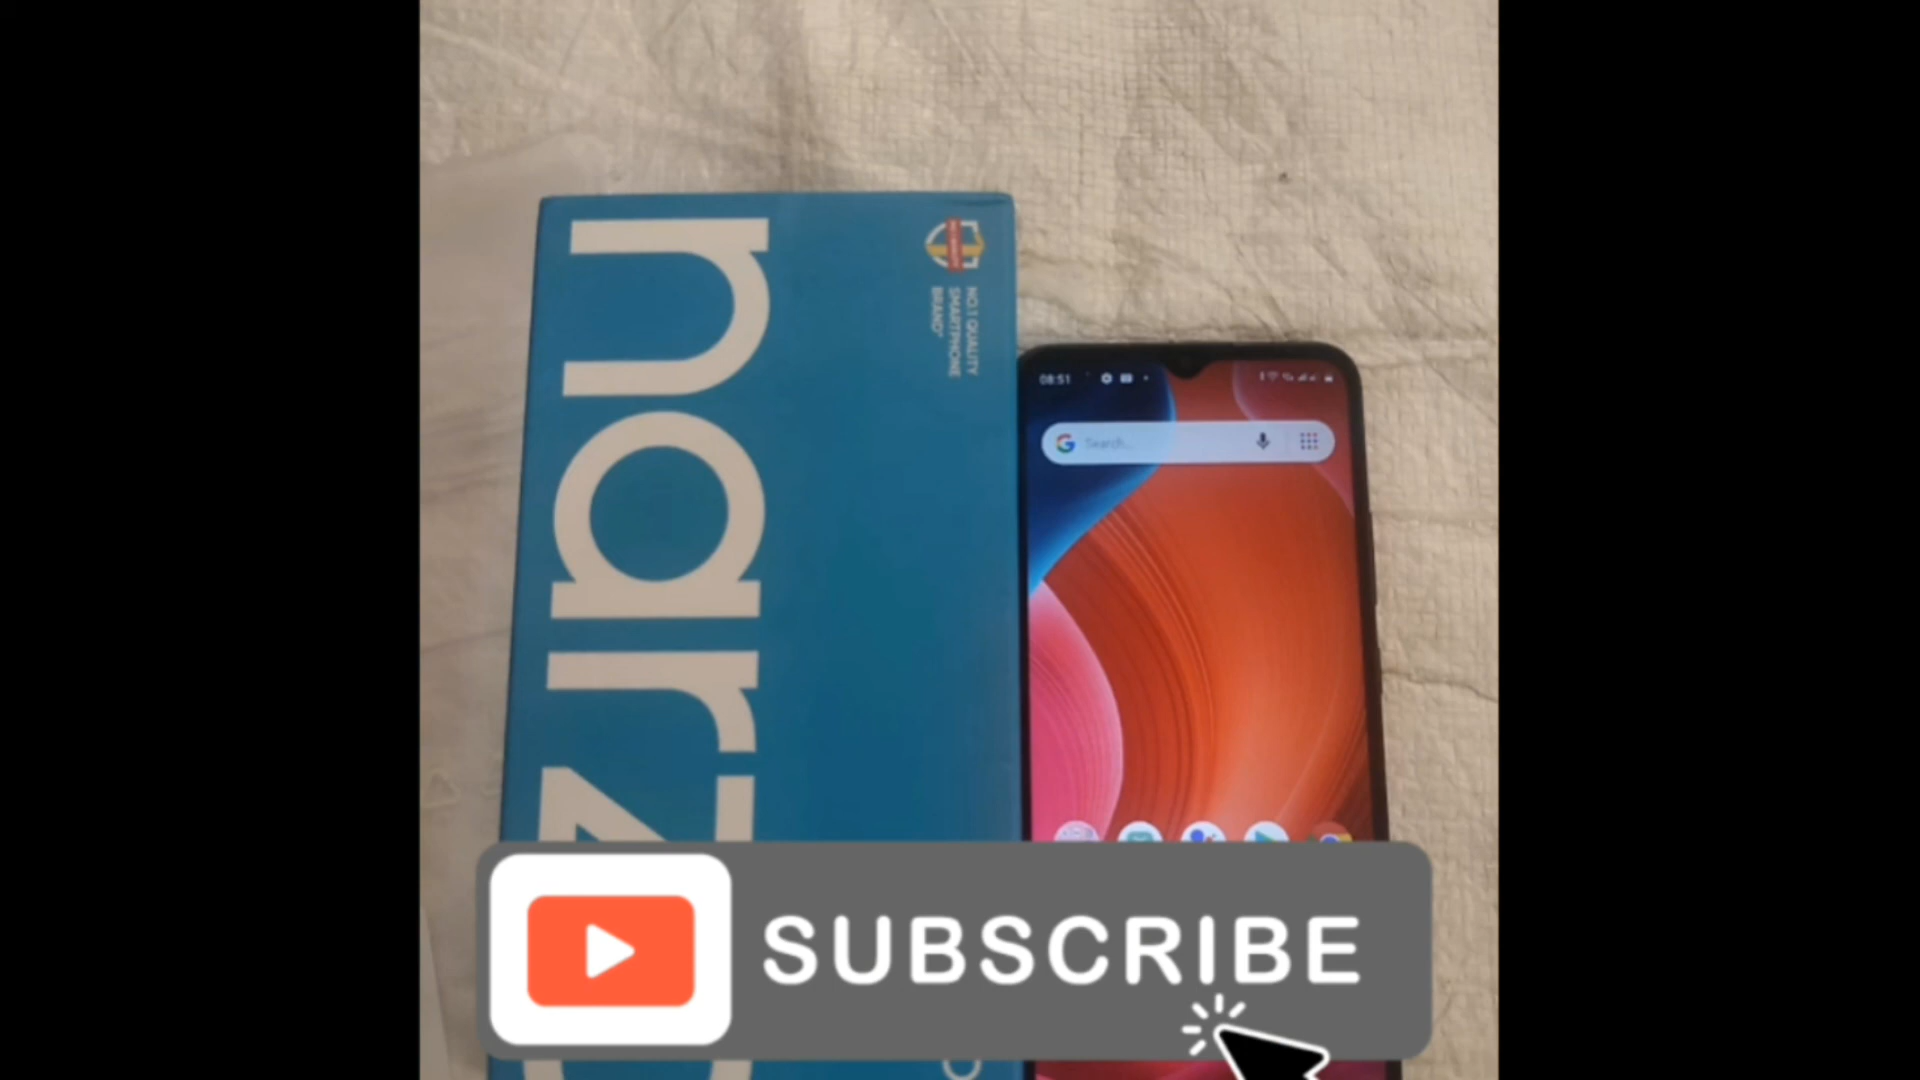 narz
NO.1 QUALITY
SMARTPHONE
BRAND*
08:51
Search...
SUBSCRIBE